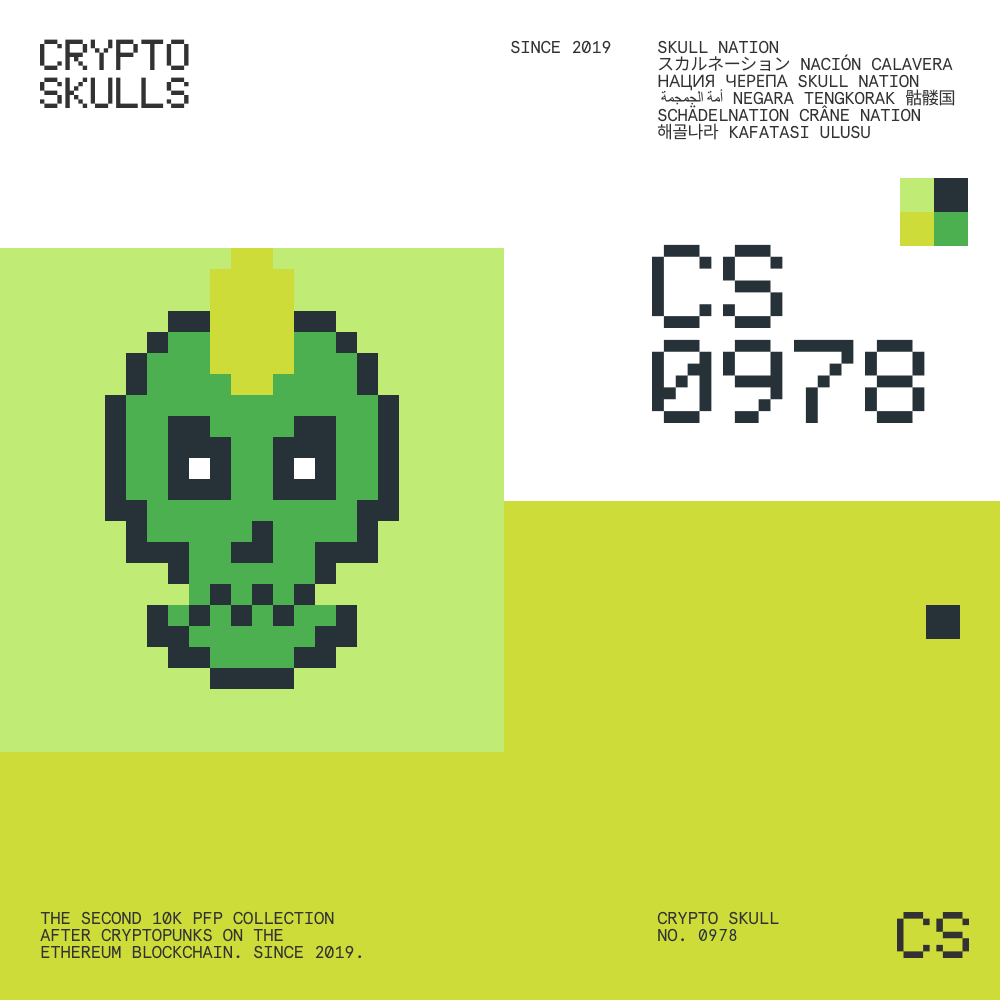 CRYPTO
SKULLS
SINCE 2019
SKULL NATION
スカルネーション NACIÓN CALAVERA
НАЦИЯ ЧЕРЕПА SKULL NATION
أمة الجمجمة NEGARA TENGKORAK 骷髅国
SCHÄDELNATION CRÂNE NATION
해골나라 KAFATASI ULUSU
CS
0978
THE SECOND 10K PFP COLLECTION
AFTER CRYPTOPUNKS ON THE
ETHEREUM BLOCKCHAIN. SINCE 2019.
CRYPTO SKULL
NO. 0978
CS